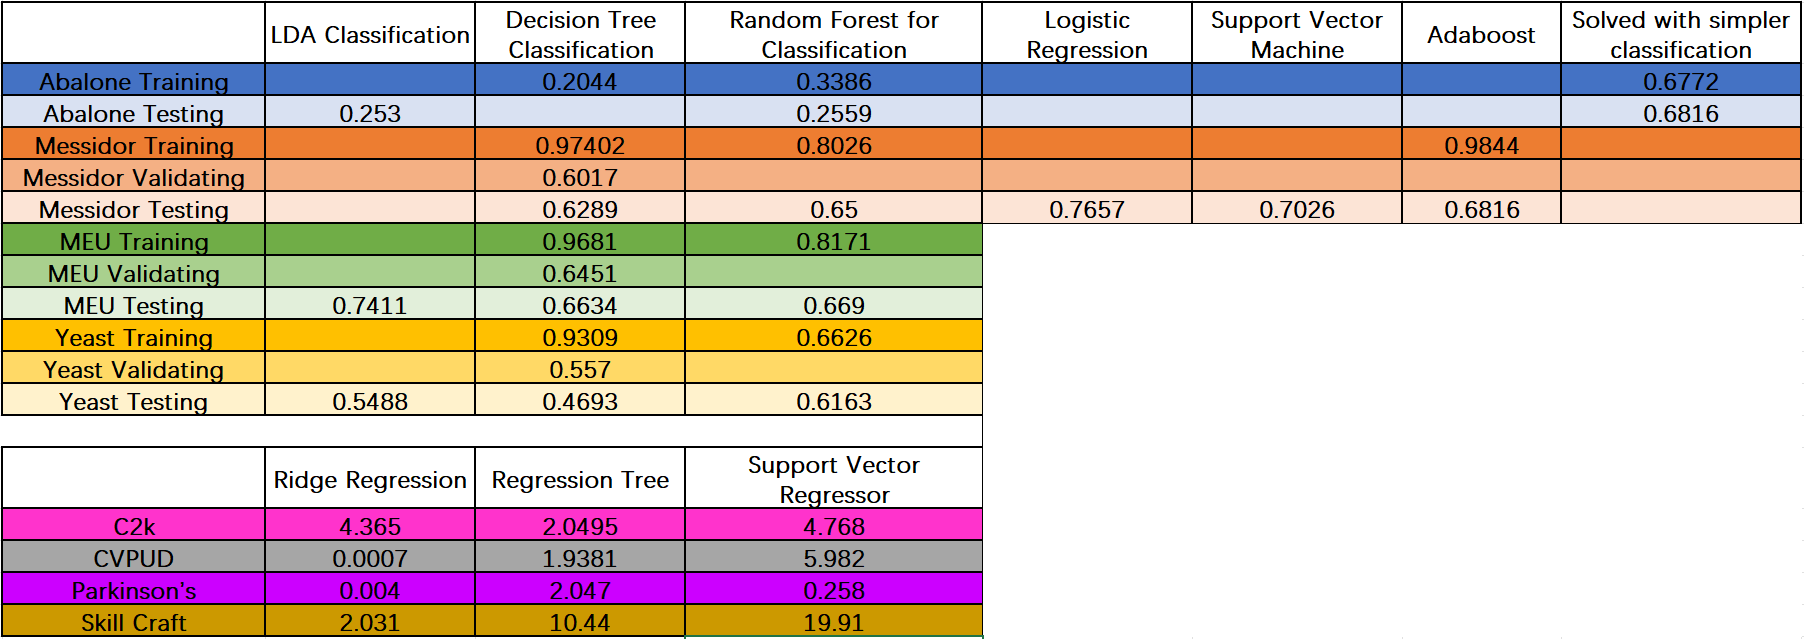 LDA Classification Decision Tree Classification Random Forest for Classification Logistic Regression Support Vector Machine Adaboost Solved with simpler classification
Abalone Training 0.2044 0.3386 0.6772
Abalone Testing 0.253 0.2559 0.6816
Messidor Training 0.97402 0.8026 0.9844
Messidor Validating 0.6017
Messidor Testing 0.6289 0.65 0.7657 0.7026 0.6816
MEU Training 0.9681 0.8171
MEU Validating 0.6451
MEU Testing 0.7411 0.6634 0.669
Yeast Training 0.9309 0.6626
Yeast Validating 0.557
Yeast Testing 0.5488 0.4693 0.6163
Ridge Regression Regression Tree Support Vector Regressor
C2k 4.365 2.0495 4.768
CVPUD 0.0007 1.9381 5.982
Parkinson's 0.004 2.047 0.258
Skill Craft 2.031 10.44 19.91